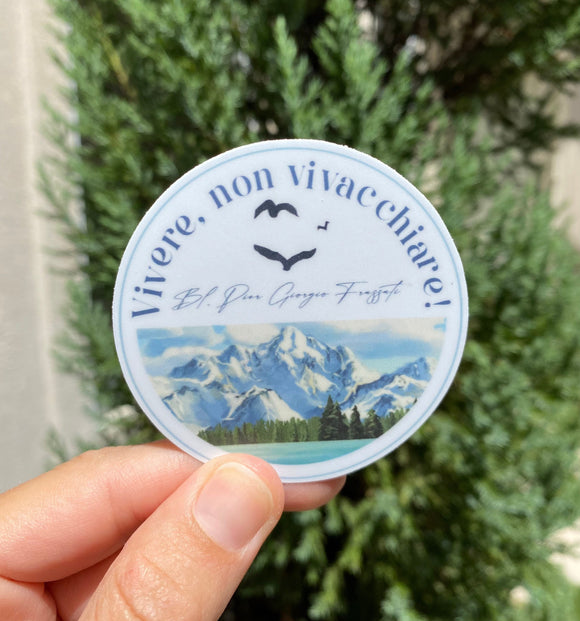 Vivere, non vivacchiare!
Bl. Pier Giorgio Frassati